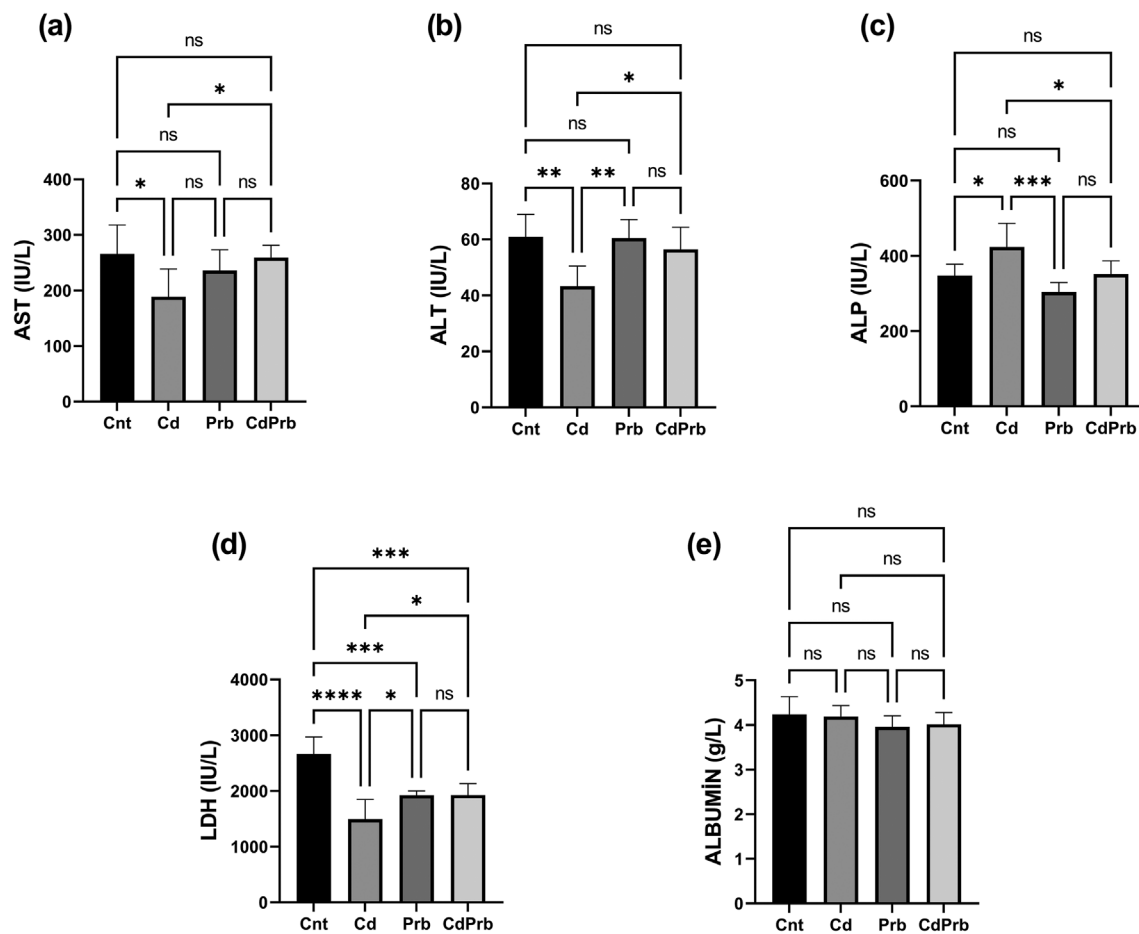 (a)
ns
*
ns
* ns ns
400
300
200
100
0
AST (IU/L)
Cnt Cd Prb CdPrb
(b)
ns
*
ns
** ** ns
80
60
40
20
0
ALT (IU/L)
Cnt Cd Prb CdPrb
(c)
ns
*
ns
* *** ns
600
400
200
0
ALP (IU/L)
Cnt Cd Prb CdPrb
(d)
***
*
***
**** * ns
4000
3000
2000
1000
0
LDH (IU/L)
Cnt Cd Prb CdPrb
(e)
ns
ns
ns
ns ns ns
5
4
3
2
1
0
ALBUMİN (g/L)
Cnt Cd Prb CdPrb